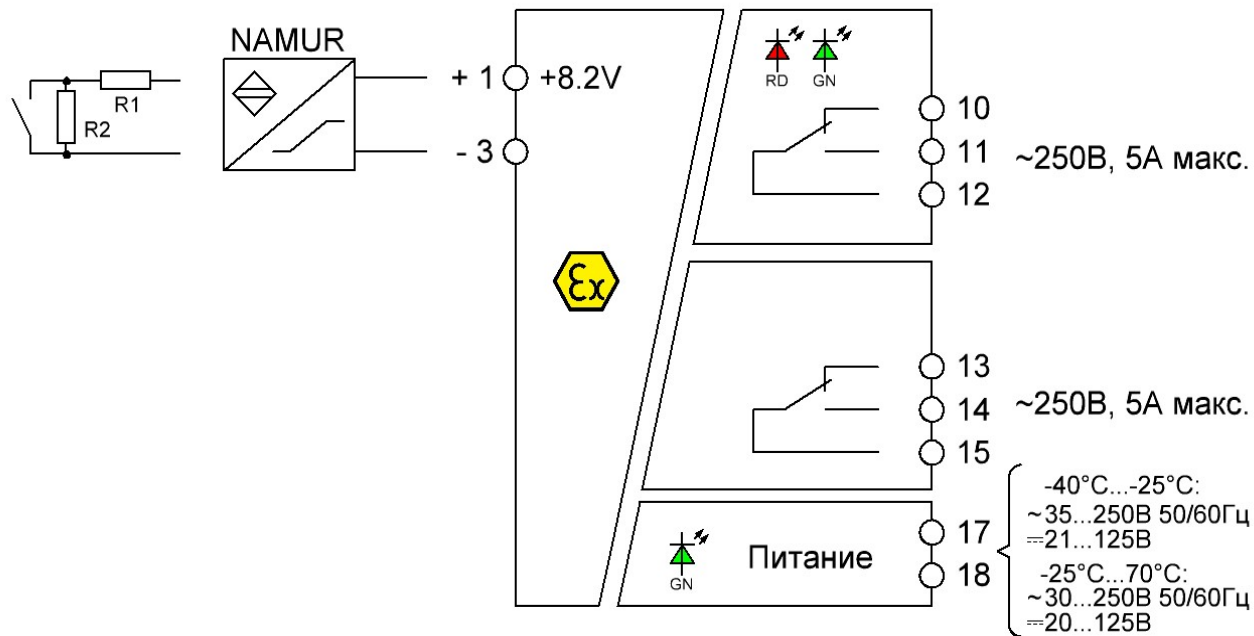 NAMUR
R1
R2
+ 1
+8.2V
- 3
Ex
RD
GN
10
11
12
~250В, 5А макс.
13
14
15
~250В, 5А макс.
GN
Питание
17
18
-40°C...-25°C:
~35...250В 50/60Гц
⎓21...125В
-25°C...70°C:
~30...250В 50/60Гц
⎓20...125В